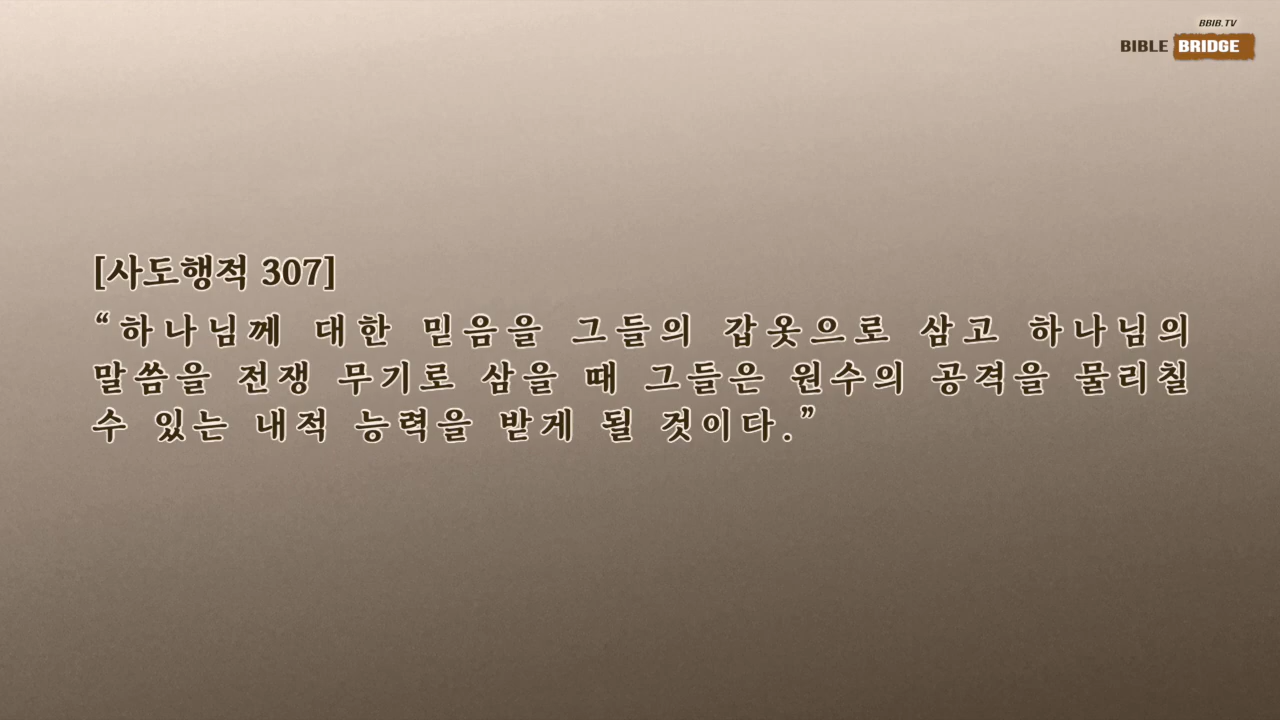 BBIB.TV
BIBLE BRIDGE
[사도행적 307]
“하나님께 대한 믿음을 그들의 갑옷으로 삼고 하나님의
말씀을 전쟁 무기로 삼을 때 그들은 원수의 공격을 물리칠
수 있는 내적 능력을 받게 될 것이다.”